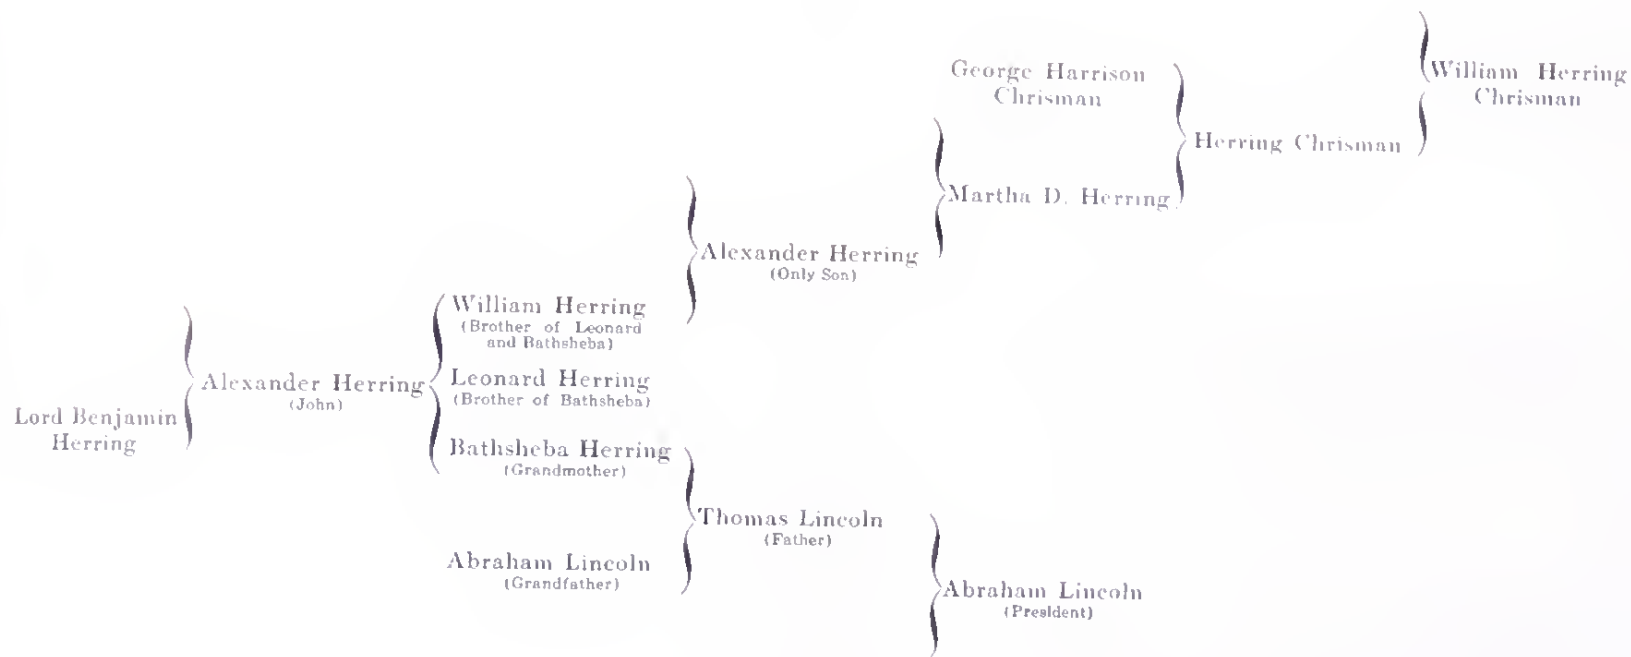 George Harrison
Chrisman
William Herring
Chrisman
Herring Chrisman
Martha D. Herring
Alexander Herring
(Only Son)
William Herring
(Brother of Leonard
and Bathsheba)
Alexander Herring
(John)
Leonard Herring
(Brother of Bathsheba)
Lord Benjamin
Herring
Bathsheba Herring
(Grandmother)
Thomas Lincoln
(Father)
Abraham Lincoln
(Grandfather)
Abraham Lincoln
(President)